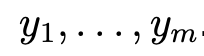 y₁, . . . , yₘ.